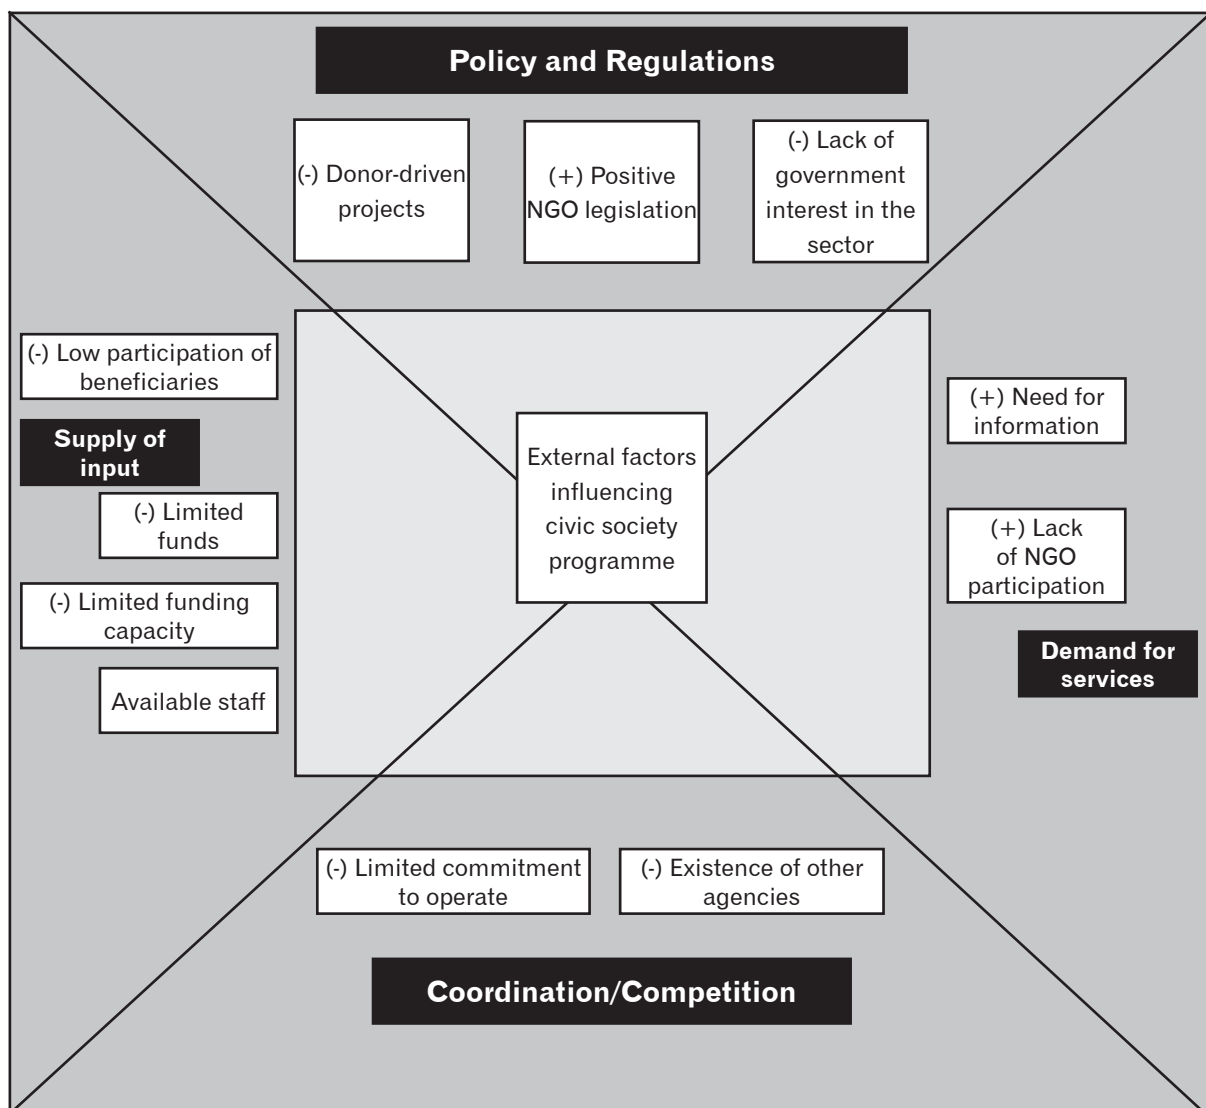 Policy and Regulations
(-) Donor-driven
projects
(+) Positive
NGO legislation
(-) Lack of
government
interest in the
sector
(-) Low participation of
beneficiaries
Supply of
input
(-) Limited
funds
(-) Limited funding
capacity
Available staff
External factors
influencing
civic society
programme
(+) Need for
information
(+) Lack
of NGO
participation
Demand for
services
(-) Limited commitment
to operate
(-) Existence of other
agencies
Coordination/Competition